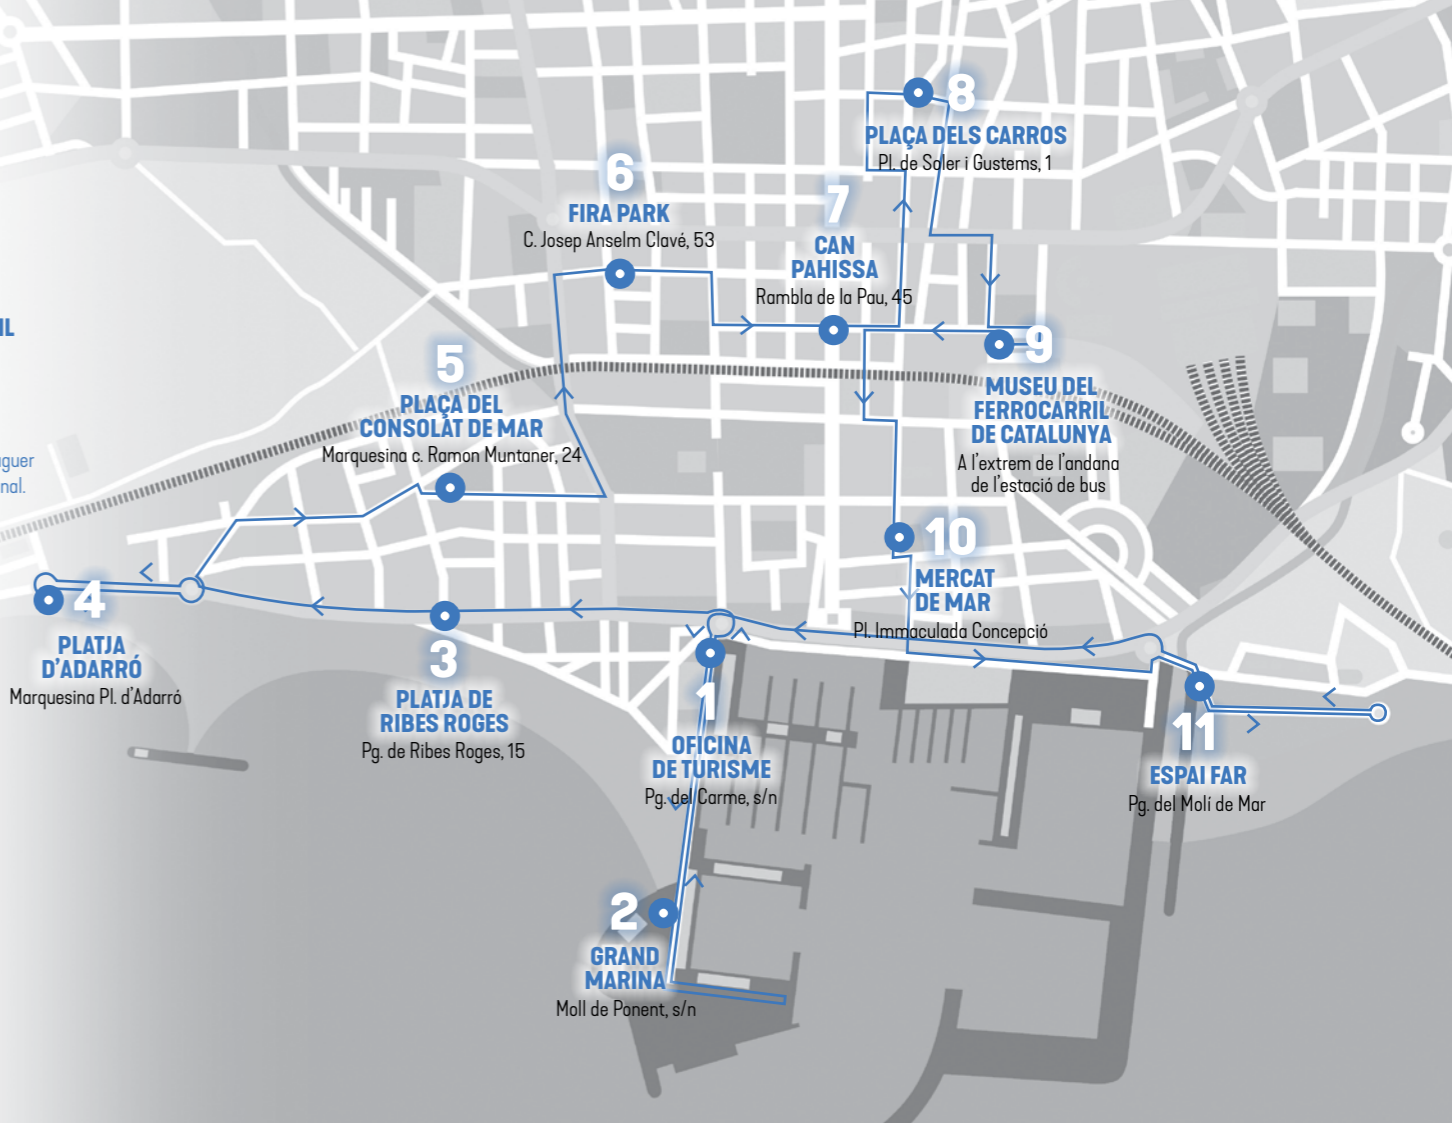 8
PLAÇA DELS CARROS
Pl. de Soler i Gustems, 1
6
FIRA PARK
C. Josep Anselm Clavé, 53
7
CAN
PAHISSA
Rambla de la Pau, 45
9
MUSEU DEL
FERROCARRIL
DE CATALUNYA
A l'extrem de l'andana
de l'estació de bus
5
PLAÇA DEL
CONSOLAT DE MAR
Marquesina c. Ramon Muntaner, 24
10
MERCAT
DE MAR
Pl. Immaculada Concepció
4
PLATJA
D'ADARRÓ
Marquesina Pl. d'Adarró
3
PLATJA DE
RIBES ROGES
Pg. de Ribes Roges, 15
1
OFICINA
DE TURISME
Pg. del Carme, s/n
11
ESPAI FAR
Pg. del Molí de Mar
2
GRAND
MARINA
Moll de Ponent, s/n